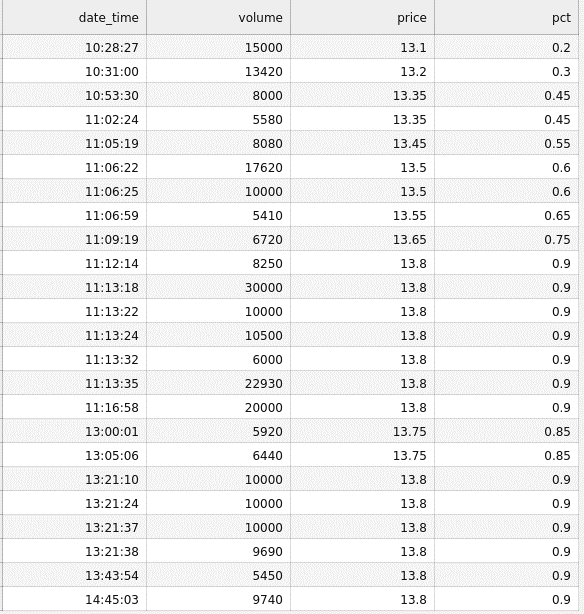 date_time volume price pct
10:28:27 15000 13.1 0.2
10:31:00 13420 13.2 0.3
10:53:30 8000 13.35 0.45
11:02:24 5580 13.35 0.45
11:05:19 8080 13.45 0.55
11:06:22 17620 13.5 0.6
11:06:25 10000 13.5 0.6
11:06:59 5410 13.55 0.65
11:09:19 6720 13.65 0.75
11:12:14 8250 13.8 0.9
11:13:18 30000 13.8 0.9
11:13:22 10000 13.8 0.9
11:13:24 10500 13.8 0.9
11:13:32 6000 13.8 0.9
11:13:35 22930 13.8 0.9
11:16:58 20000 13.8 0.9
13:00:01 5920 13.75 0.85
13:05:06 6440 13.75 0.85
13:21:10 10000 13.8 0.9
13:21:24 10000 13.8 0.9
13:21:37 10000 13.8 0.9
13:21:38 9690 13.8 0.9
13:43:54 5450 13.8 0.9
14:45:03 9740 13.8 0.9